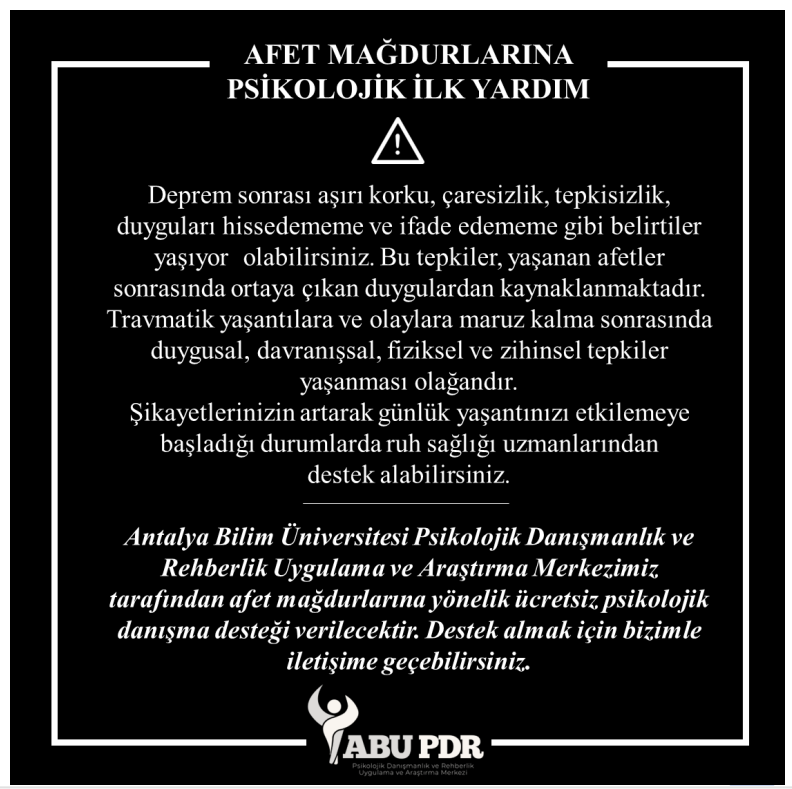 AFET MAĞDURLARINA
PSİKOLOJİK İLK YARDIM
Deprem sonrası aşırı korku, çaresizlik, tepkisizlik,
duyguları hissedememe ve ifade edememe gibi belirtiler
yaşıyor olabilirsiniz. Bu tepkiler, yaşanan afetler
sonrasında ortaya çıkan duygulardan kaynaklanmaktadır.
Travmatik yaşantılara ve olaylara maruz kalma sonrasında
duygusal, davranışsal, fiziksel ve zihinsel tepkiler
yaşanması olağandır.
Şikayetlerinizin artarak günlük yaşantınızı etkilemeye
başladığı durumlarda ruh sağlığı uzmanlarından
destek alabilirsiniz.
Antalya Bilim Üniversitesi Psikolojik Danışmanlık ve
Rehberlik Uygulama ve Araştırma Merkezimiz
tarafından afet mağdurlarına yönelik ücretsiz psikolojik
danışma desteği verilecektir. Destek almak için bizimle
iletişime geçebilirsiniz.
ABU PDR
Psikolojik Danışmanlık ve Rehberlik
Uygulama ve Araştırma Merkezi